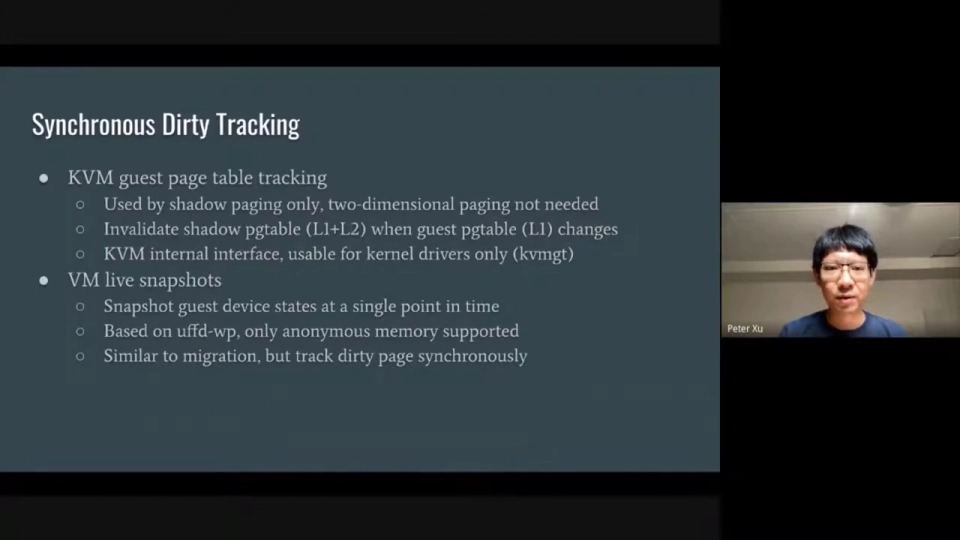 Synchronous Dirty Tracking
● KVM guest page table tracking
○ Used by shadow paging only, two-dimensional paging not needed
○ Invalidate shadow pgtable (L1+L2) when guest pgtable (L1) changes
○ KVM internal interface, usable for kernel drivers only (kvmgt)
● VM live snapshots
○ Snapshot guest device states at a single point in time
○ Based on uffd-wp, only anonymous memory supported
○ Similar to migration, but track dirty page synchronously
Peter Xu